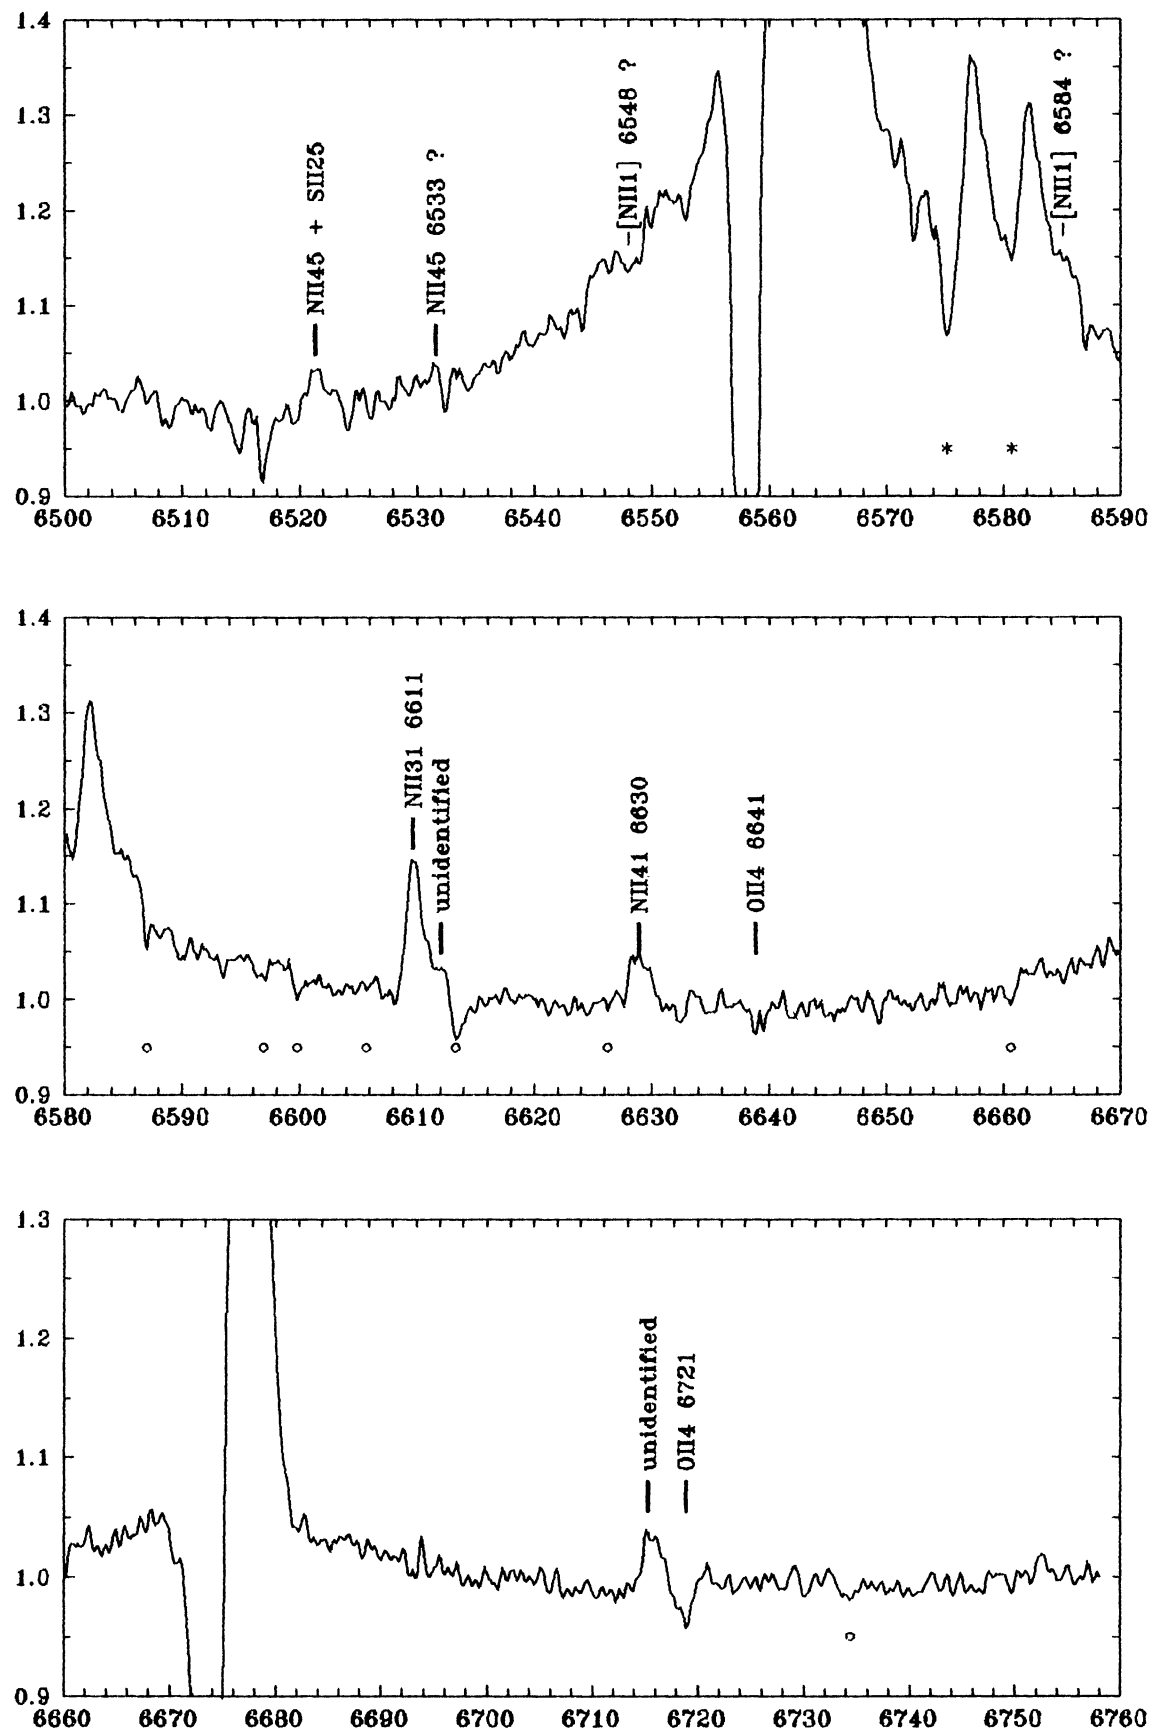 1.4
1.3
1.2
1.1
1.0
0.9
NII45 + SII25
NII45 6533 ?
-[NII1] 6548 ?
-[NII1] 6584 ?
* *
6500 6510 6520 6530 6540 6550 6560 6570 6580 6590
1.4
1.3
1.2
1.1
1.0
0.9
NII31 6611
unidentified
NII41 6630
OII4 6641
6580 6590 6600 6610 6620 6630 6640 6650 6660 6670
1.3
1.2
1.1
1.0
0.9
unidentified
OII4 6721
6660 6670 6680 6690 6700 6710 6720 6730 6740 6750 6760